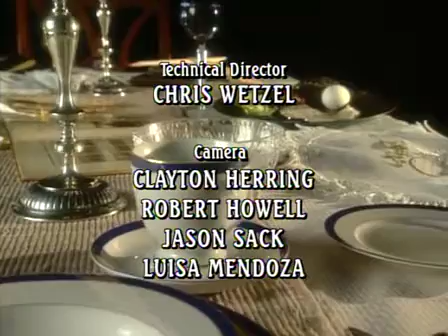 Technical Director
CHRIS WETZEL
Camera
CLAYTON HERRING
ROBERT HOWELL
JASON SACK
LUISA MENDOZA